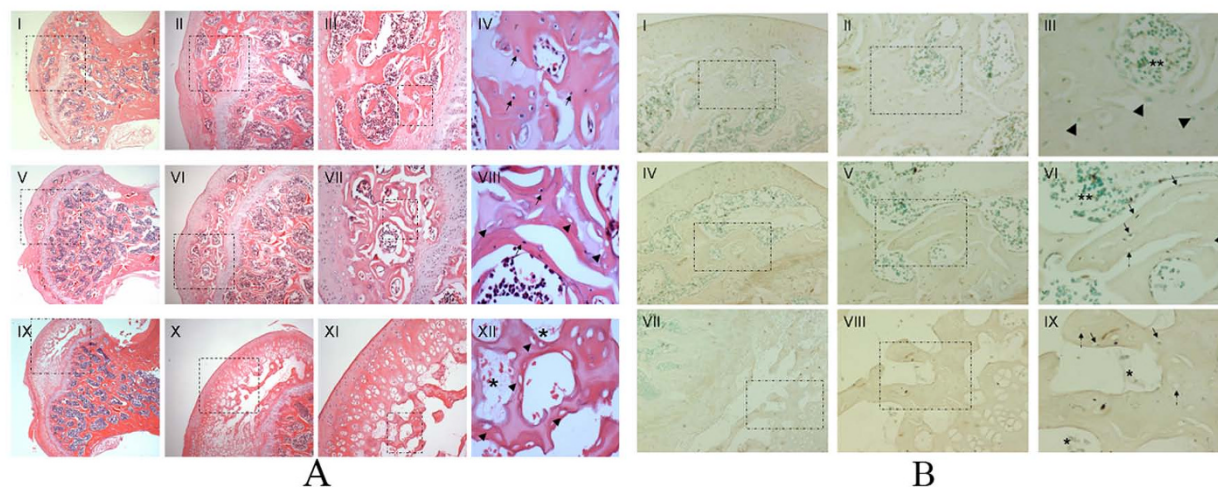 I II III IV I II III
**
V VI VII VIII IV V VI
**
IX X XI XII VII VIII IX
* * * *
A B